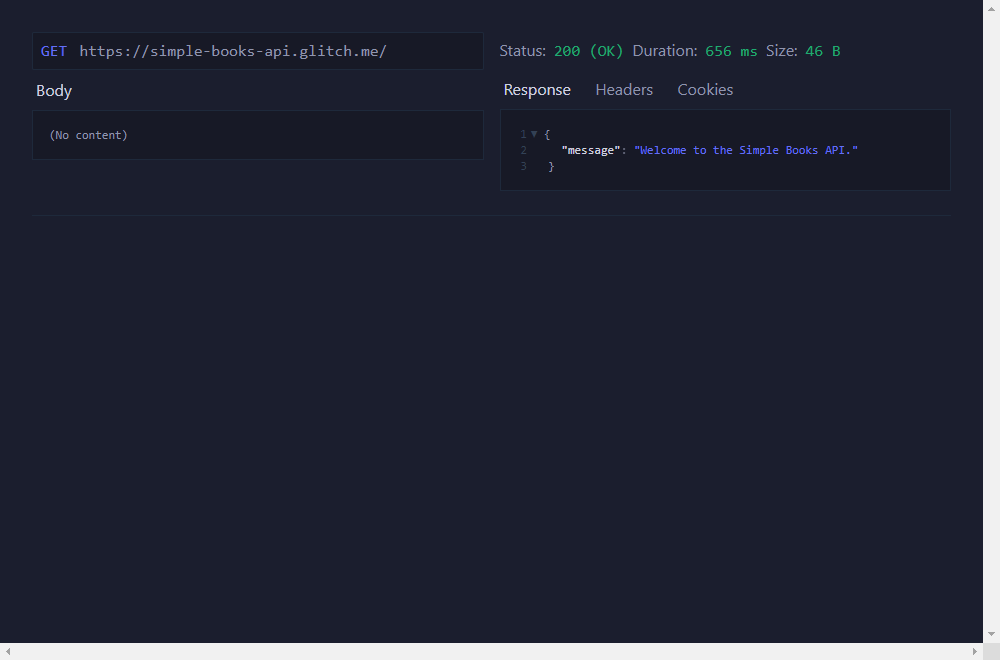 GET https://simple-books-api.glitch.me/
Status: 200 (OK) Duration: 656 ms Size: 46 B
Body
Response Headers Cookies
(No content)
1 {
2 "message": "Welcome to the Simple Books API."
3 }